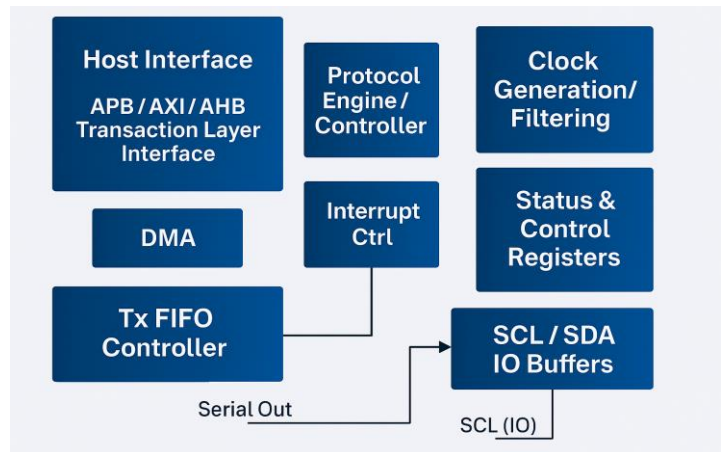 Host Interface
APB / AXI / AHB
Transaction Layer
Interface
Protocol
Engine /
Controller
Clock
Generation/
Filtering
DMA
Interrupt
Ctrl
Status &
Control
Registers
Tx FIFO
Controller
SCL / SDA
IO Buffers
Serial Out
SCL (IO)